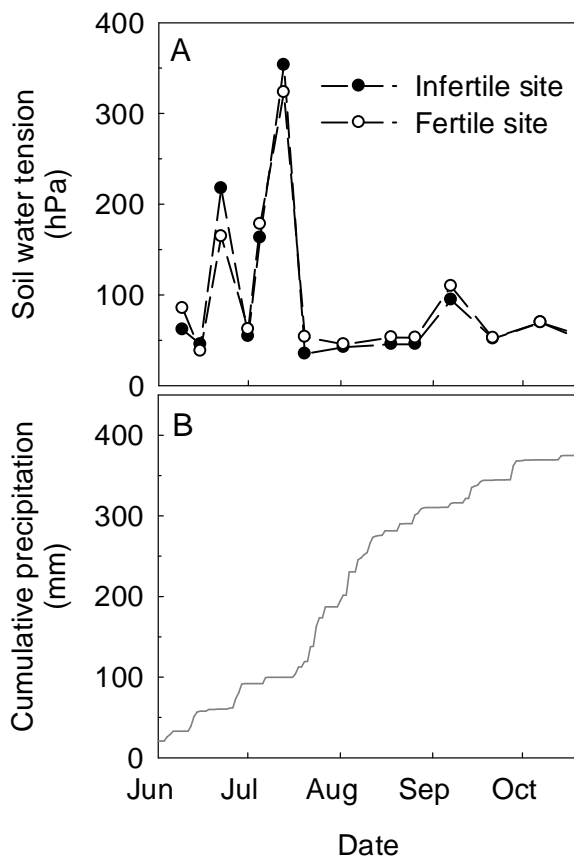 A
Infertile site
Fertile site
400
300
200
100
0
Soil water tension
(hPa)
B
400
300
200
100
0
Cumulative precipitation
(mm)
Jun Jul Aug Sep Oct
Date